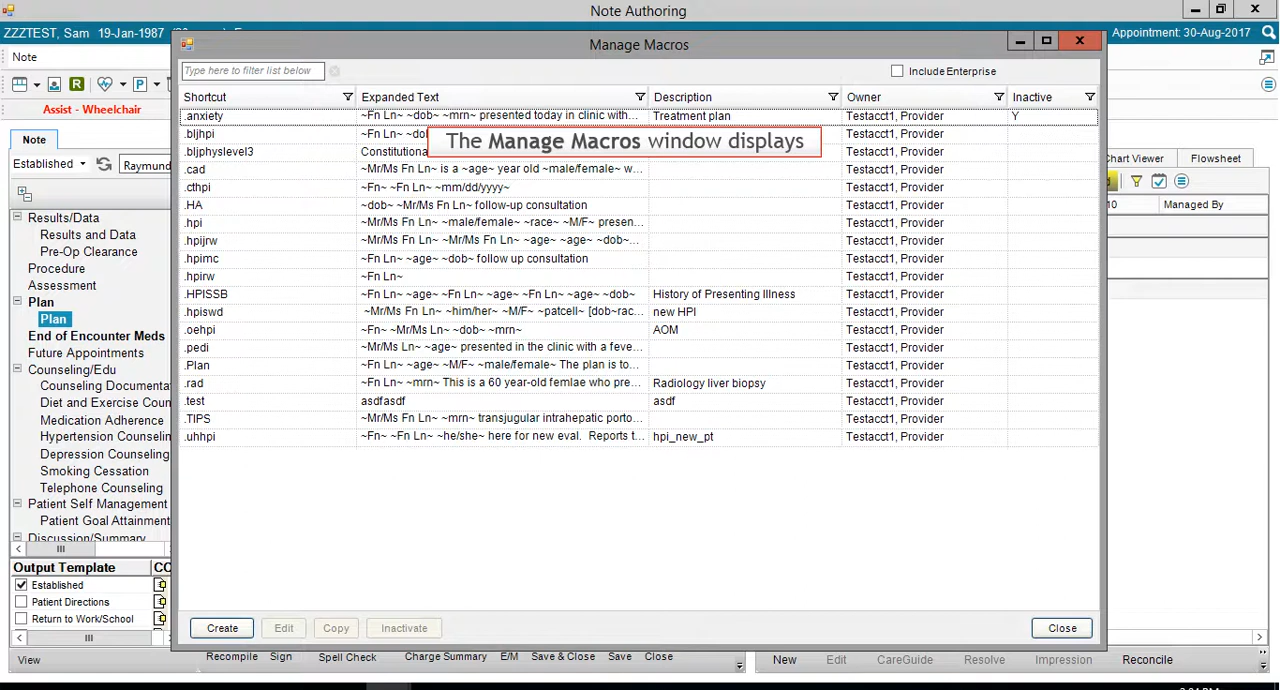 Note Authoring
ZZZTEST, Sam 19-Jan-1987
Appointment: 30-Aug-2017
Manage Macros
Note
Type here to filter list below
Include Enterprise
Shortcut Expanded Text Description Owner Inactive
.anxiety ~Fn Ln~ ~dob~ ~mrn~ presented today in clinic with... Treatment plan Testacct1, Provider Y
.bljhpi ~Fn Ln~ ~dob Testacct1, Provider
The Manage Macros window displays
.bljphyslevel3 Constitutiona Testacct1, Provider
.cad ~Mr/Ms Fn Ln~ is a ~age~ year old ~male/female~ w... Testacct1, Provider
.cthpi ~Fn~ ~Fn Ln~ ~mm/dd/yyyy~ Testacct1, Provider
.HA ~dob~ ~Mr/Ms Fn Ln~ follow-up consultation Testacct1, Provider
.hpi ~Mr/Ms Fn Ln~ ~male/female~ ~race~ ~M/F~ presen... Testacct1, Provider
.hpijrw ~Mr/Ms Fn Ln~ ~Mr/Ms Fn Ln~ ~age~ ~age~ ~dob~... Testacct1, Provider
.hpimc ~Fn Ln~ ~age~ ~dob~ follow up consultation Testacct1, Provider
.hpirw ~Fn Ln~ Testacct1, Provider
.HPISSB ~Fn Ln~ ~age~ ~Fn Ln~ ~age~ ~Fn Ln~ ~age~ ~dob~ History of Presenting Illness Testacct1, Provider
.hpiswd ~Mr/Ms Fn Ln~ ~him/her~ ~M/F~ ~patcell~ [dob~rac... new HPI Testacct1, Provider
.oehpi ~Fn~ ~Mr/Ms Ln~ ~dob~ ~mrn~ AOM Testacct1, Provider
.pedi ~Mr/Ms Ln~ ~age~ presented in the clinic with a feve... Testacct1, Provider
.Plan ~Fn Ln~ ~age~ ~M/F~ ~male/female~ The plan is to... Testacct1, Provider
.rad ~Fn Ln~ ~mrn~ This is a 60 year-old femlae who pre... Radiology liver biopsy Testacct1, Provider
.test asdfasdf asdf Testacct1, Provider
.TIPS ~Mr/Ms Fn Ln~ ~mrn~ transjugular intrahepatic porto... Testacct1, Provider
.uhhpi ~Fn~ ~Fn Ln~ ~he/she~ here for new eval. Reports t... hpi_new_pt Testacct1, Provider
Create Edit Copy Inactivate Close
R P
Assist - Wheelchair
Note
Established Raymund
Results/Data
Results and Data
Pre-Op Clearance
Procedure
Assessment
Plan
Plan
End of Encounter Meds
Future Appointments
Counseling/Edu
Counseling Documenta
Diet and Exercise Coun
Medication Adherence
Hypertension Counselin
Depression Counseling
Smoking Cessation
Telephone Counseling
Patient Self Management
Patient Goal Attainment
Discussion/Summary
Output Template CC
Established
Patient Directions
Return to Work/School
Chart Viewer Flowsheet
10 Managed By
View Recompile Sign Spell Check Charge Summary E/M Save & Close Save Close
New Edit CareGuide Resolve Impression Reconcile